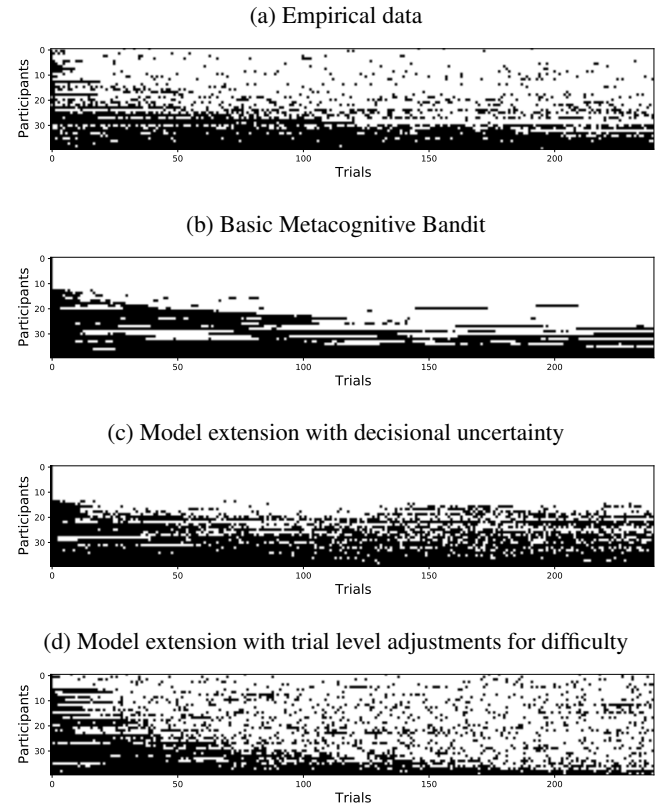 (a) Empirical data
Participants
0
10
20
30
0 50 100 150 200
Trials
(b) Basic Metacognitive Bandit
Participants
0
10
20
30
0 50 100 150 200
Trials
(c) Model extension with decisional uncertainty
Participants
0
10
20
30
0 50 100 150 200
Trials
(d) Model extension with trial level adjustments for difficulty
Participants
0
10
20
30
0 50 100 150 200
Trials